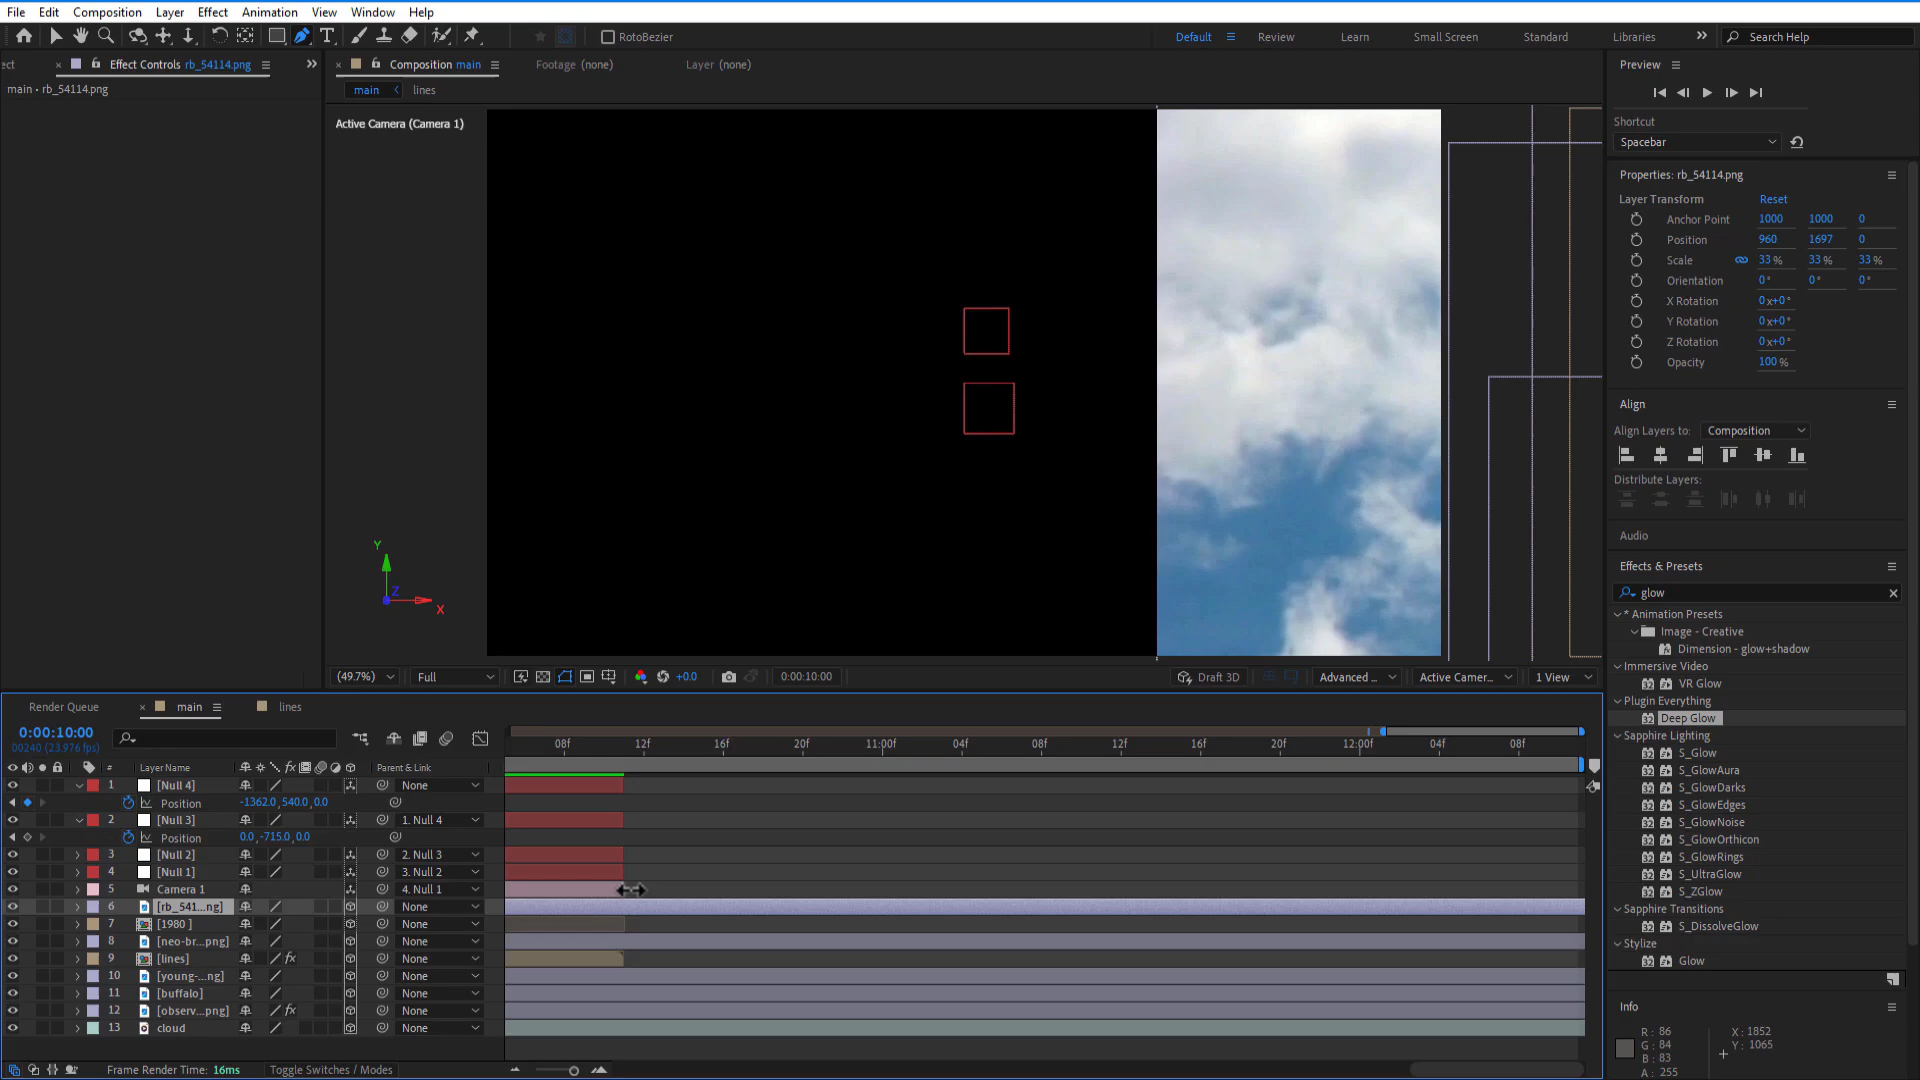 File Edit Composition Layer Effect Animation View Window Help
RotoBezier Default Review Learn Small Screen Standard Libraries Search Help
ect Effect Controls rb_54114.png Composition main Footage (none) Layer (none) Preview
main • rb_54114.png main lines
Active Camera (Camera 1)
Shortcut
Spacebar
Properties: rb_54114.png
Layer Transform Reset
Anchor Point 1000 1000 0
Position 960 1697 0
Scale 33 % 33 % 33 %
Orientation 0° 0° 0°
X Rotation 0x+0°
Y Rotation 0x+0°
Z Rotation 0x+0°
Opacity 100 %
Align
Align Layers to: Composition
Distribute Layers:
Audio
Effects & Presets
glow
* Animation Presets
Image - Creative
Dimension - glow+shadow
Immersive Video
VR Glow
Plugin Everything
Deep Glow
Sapphire Lighting
S_Glow
S_GlowAura
S_GlowDarks
S_GlowEdges
S_GlowNoise
S_GlowOrthicon
S_GlowRings
S_UltraGlow
S_ZGlow
Sapphire Transitions
S_DissolveGlow
Stylize
Glow
Info
R : 86
G : 84
B : 83
A : 255
X : 1852
Y : 1065
Y
Z
X
(49.7%) Full +0.0 0:00:10:00 Draft 3D Advanced ... Active Camer... 1 View
Render Queue main lines
0:00:10:00
00240 (23.976 fps)
08f 12f 16f 20f 11:00f 04f 08f 12f 16f 20f 12:00f 04f 08f
# Layer Name Parent & Link
1 [Null 4] None
Position -1362.0, 540.0, 0.0
2 [Null 3] 1. Null 4
Position 0.0, -715.0, 0.0
3 [Null 2] 2. Null 3
4 [Null 1] 3. Null 2
5 Camera 1 4. Null 1
6 [rb_541...ng] None
7 [1980 ] None
8 [neo-br...png] None
9 [lines] None
10 [young-...ng] None
11 [buffalo] None
12 [observ...png] None
13 cloud None
Frame Render Time: 16ms Toggle Switches / Modes